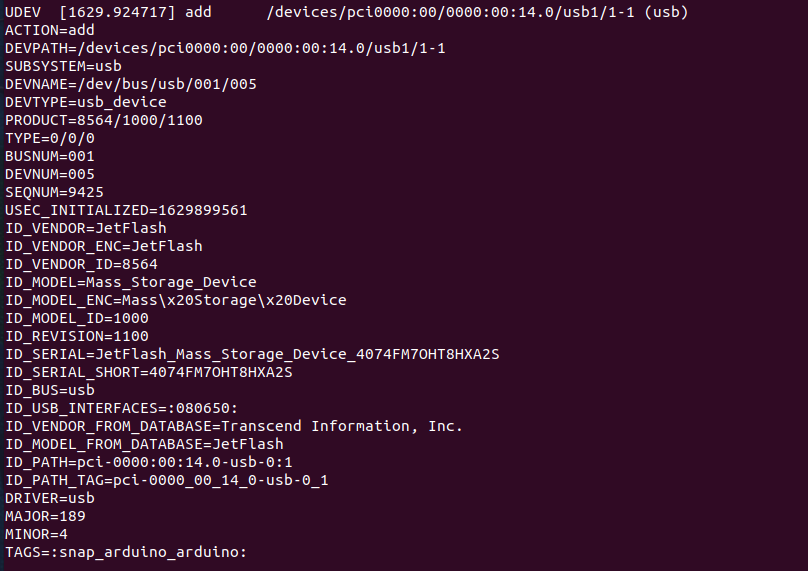 UDEV  [1629.924717] add      /devices/pci0000:00/0000:00:14.0/usb1/1-1 (usb)
ACTION=add
DEVPATH=/devices/pci0000:00/0000:00:14.0/usb1/1-1
SUBSYSTEM=usb
DEVNAME=/dev/bus/usb/001/005
DEVTYPE=usb_device
PRODUCT=8564/1000/1100
TYPE=0/0/0
BUSNUM=001
DEVNUM=005
SEQNUM=9425
USEC_INITIALIZED=1629899561
ID_VENDOR=JetFlash
ID_VENDOR_ENC=JetFlash
ID_VENDOR_ID=8564
ID_MODEL=Mass_Storage_Device
ID_MODEL_ENC=Mass\x20Storage\x20Device
ID_MODEL_ID=1000
ID_REVISION=1100
ID_SERIAL=JetFlash_Mass_Storage_Device_4074FM7OHT8HXA2S
ID_SERIAL_SHORT=4074FM7OHT8HXA2S
ID_BUS=usb
ID_USB_INTERFACES=:080650:
ID_VENDOR_FROM_DATABASE=Transcend Information, Inc.
ID_MODEL_FROM_DATABASE=JetFlash
ID_PATH=pci-0000:00:14.0-usb-0:1
ID_PATH_TAG=pci-0000_00_14_0-usb-0_1
DRIVER=usb
MAJOR=189
MINOR=4
TAGS=:snap_arduino_arduino: